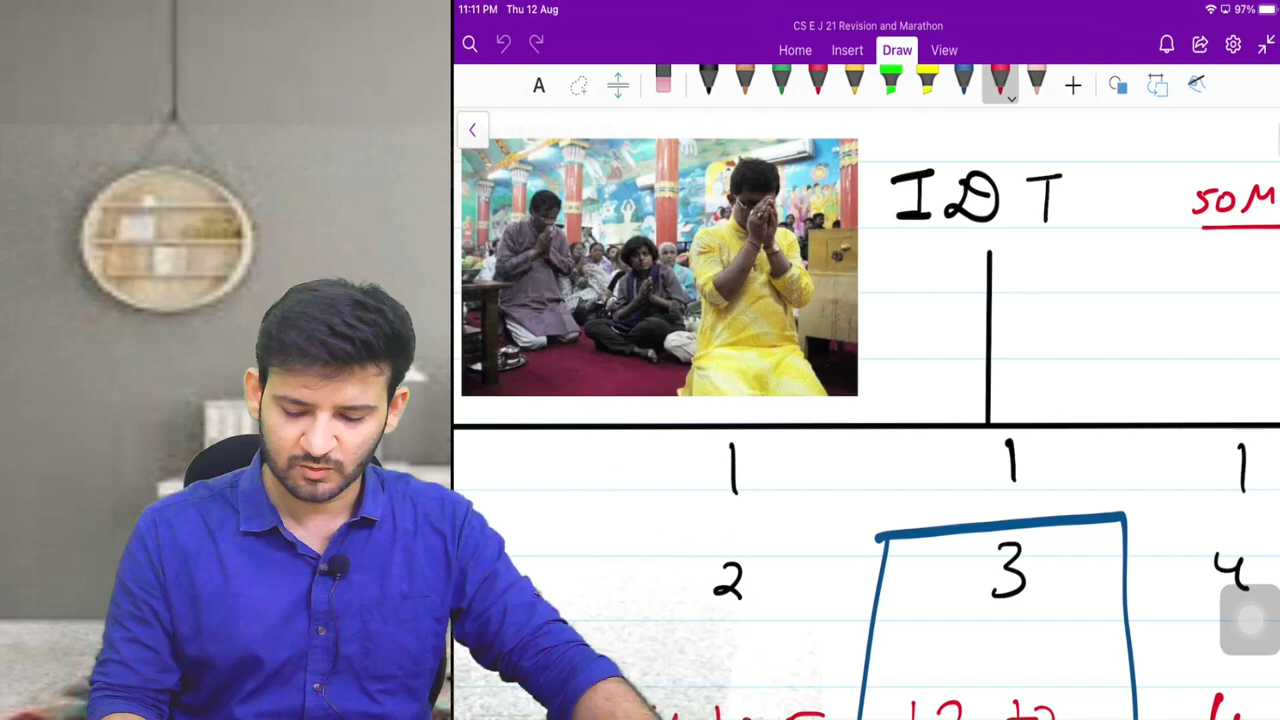 11:11 PM Thu 12 Aug
97%
CS E J 21 Revision and Marathon
Home Insert Draw View
A
IDT
50M
1 1 1
2 3 4